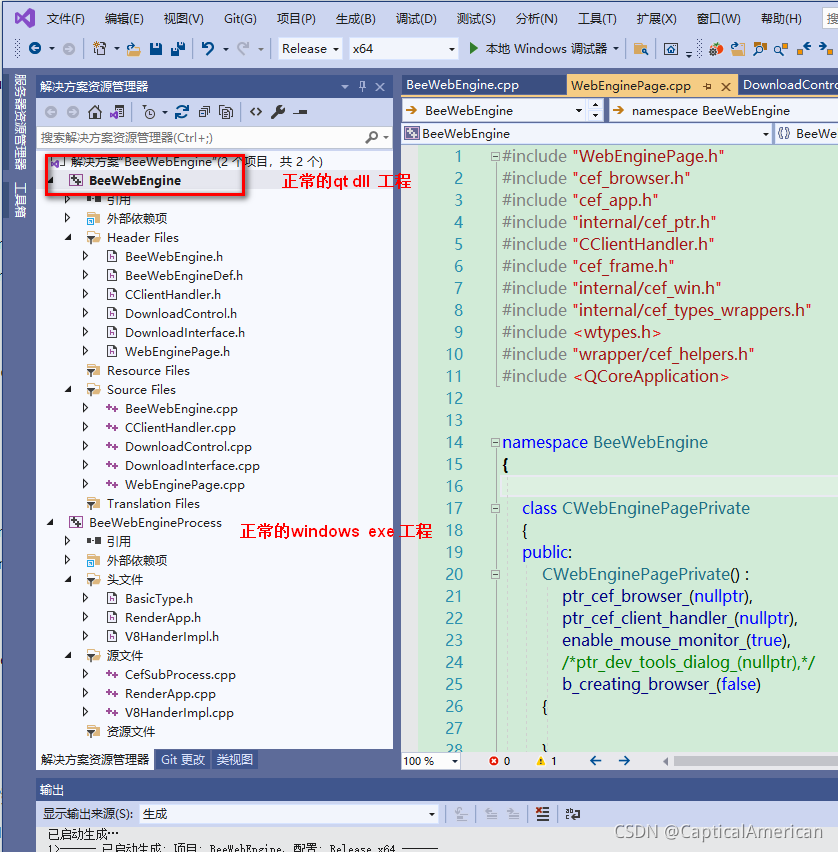 文件(F) 编辑(E) 视图(V) Git(G) 项目(P) 生成(B) 调试(D) 测试(S) 分析(N) 工具(T) 扩展(X) 窗口(W) 帮助(H)
Release x64 本地 Windows 调试器
服务器资源管理器
工具箱
解决方案资源管理器
搜索解决方案资源管理器(Ctrl+;)
解决方案"BeeWebEngine"(2 个项目, 共 2 个)
BeeWebEngine
正常的qt dll 工程
引用
外部依赖项
Header Files
BeeWebEngine.h
BeeWebEngineDef.h
CClientHandler.h
DownloadControl.h
DownloadInterface.h
WebEnginePage.h
Resource Files
Source Files
BeeWebEngine.cpp
CClientHandler.cpp
DownloadControl.cpp
DownloadInterface.cpp
WebEnginePage.cpp
Translation Files
BeeWebEngineProcess
正常的windows exe 工程
引用
外部依赖项
头文件
BasicType.h
RenderApp.h
V8HanderImpl.h
源文件
CefSubProcess.cpp
RenderApp.cpp
V8HanderImpl.cpp
资源文件
解决方案资源管理器 Git 更改 类视图
BeeWebEngine.cpp WebEnginePage.cpp DownloadContro
BeeWebEngine namespace BeeWebEngine
BeeWebEngine BeeWe
1 #include "WebEnginePage.h"
2 #include "cef_browser.h"
3 #include "cef_app.h"
4 #include "internal/cef_ptr.h"
5 #include "CClientHandler.h"
6 #include "cef_frame.h"
7 #include "internal/cef_win.h"
8 #include "internal/cef_types_wrappers.h"
9 #include <wtypes.h>
10 #include "wrapper/cef_helpers.h"
11 #include <QCoreApplication>
12
13
14 namespace BeeWebEngine
15 {
16
17 class CWebEnginePagePrivate
18 {
19 public:
20 CWebEnginePagePrivate() :
21 ptr_cef_browser_(nullptr),
22 ptr_cef_client_handler_(nullptr),
23 enable_mouse_monitor_(true),
24 /*ptr_dev_tools_dialog_(nullptr),*/
25 b_creating_browser_(false)
26 {
27
28 }
100 % 0 1
输出
显示输出来源(S): 生成
已启动生成…
1>------ 已启动生成: 项目: BeeWebEngine, 配置: Release x64 ------
CSDN @CapticalAmerican